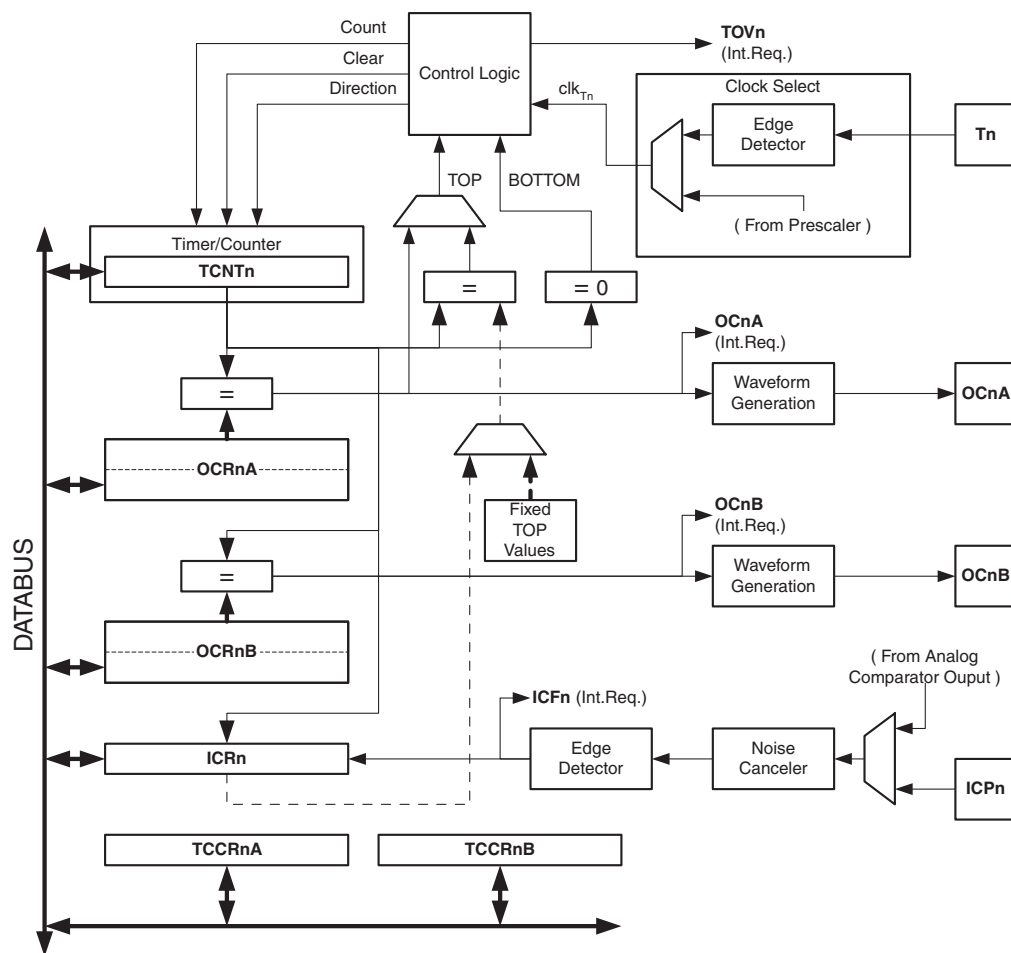 Count
Clear
Direction
Control Logic
TOVn
(Int.Req.)
clkTn
Clock Select
Edge
Detector
Tn
( From Prescaler )
TOP
BOTTOM
Timer/Counter
TCNTn
=
= 0
OCnA
(Int.Req.)
=
Waveform
Generation
OCnA
OCRnA
Fixed
TOP
Values
OCnB
(Int.Req.)
=
Waveform
Generation
OCnB
OCRnB
DATABUS
( From Analog
Comparator Ouput )
ICFn (Int.Req.)
ICRn
Edge
Detector
Noise
Canceler
ICPn
TCCRnA
TCCRnB